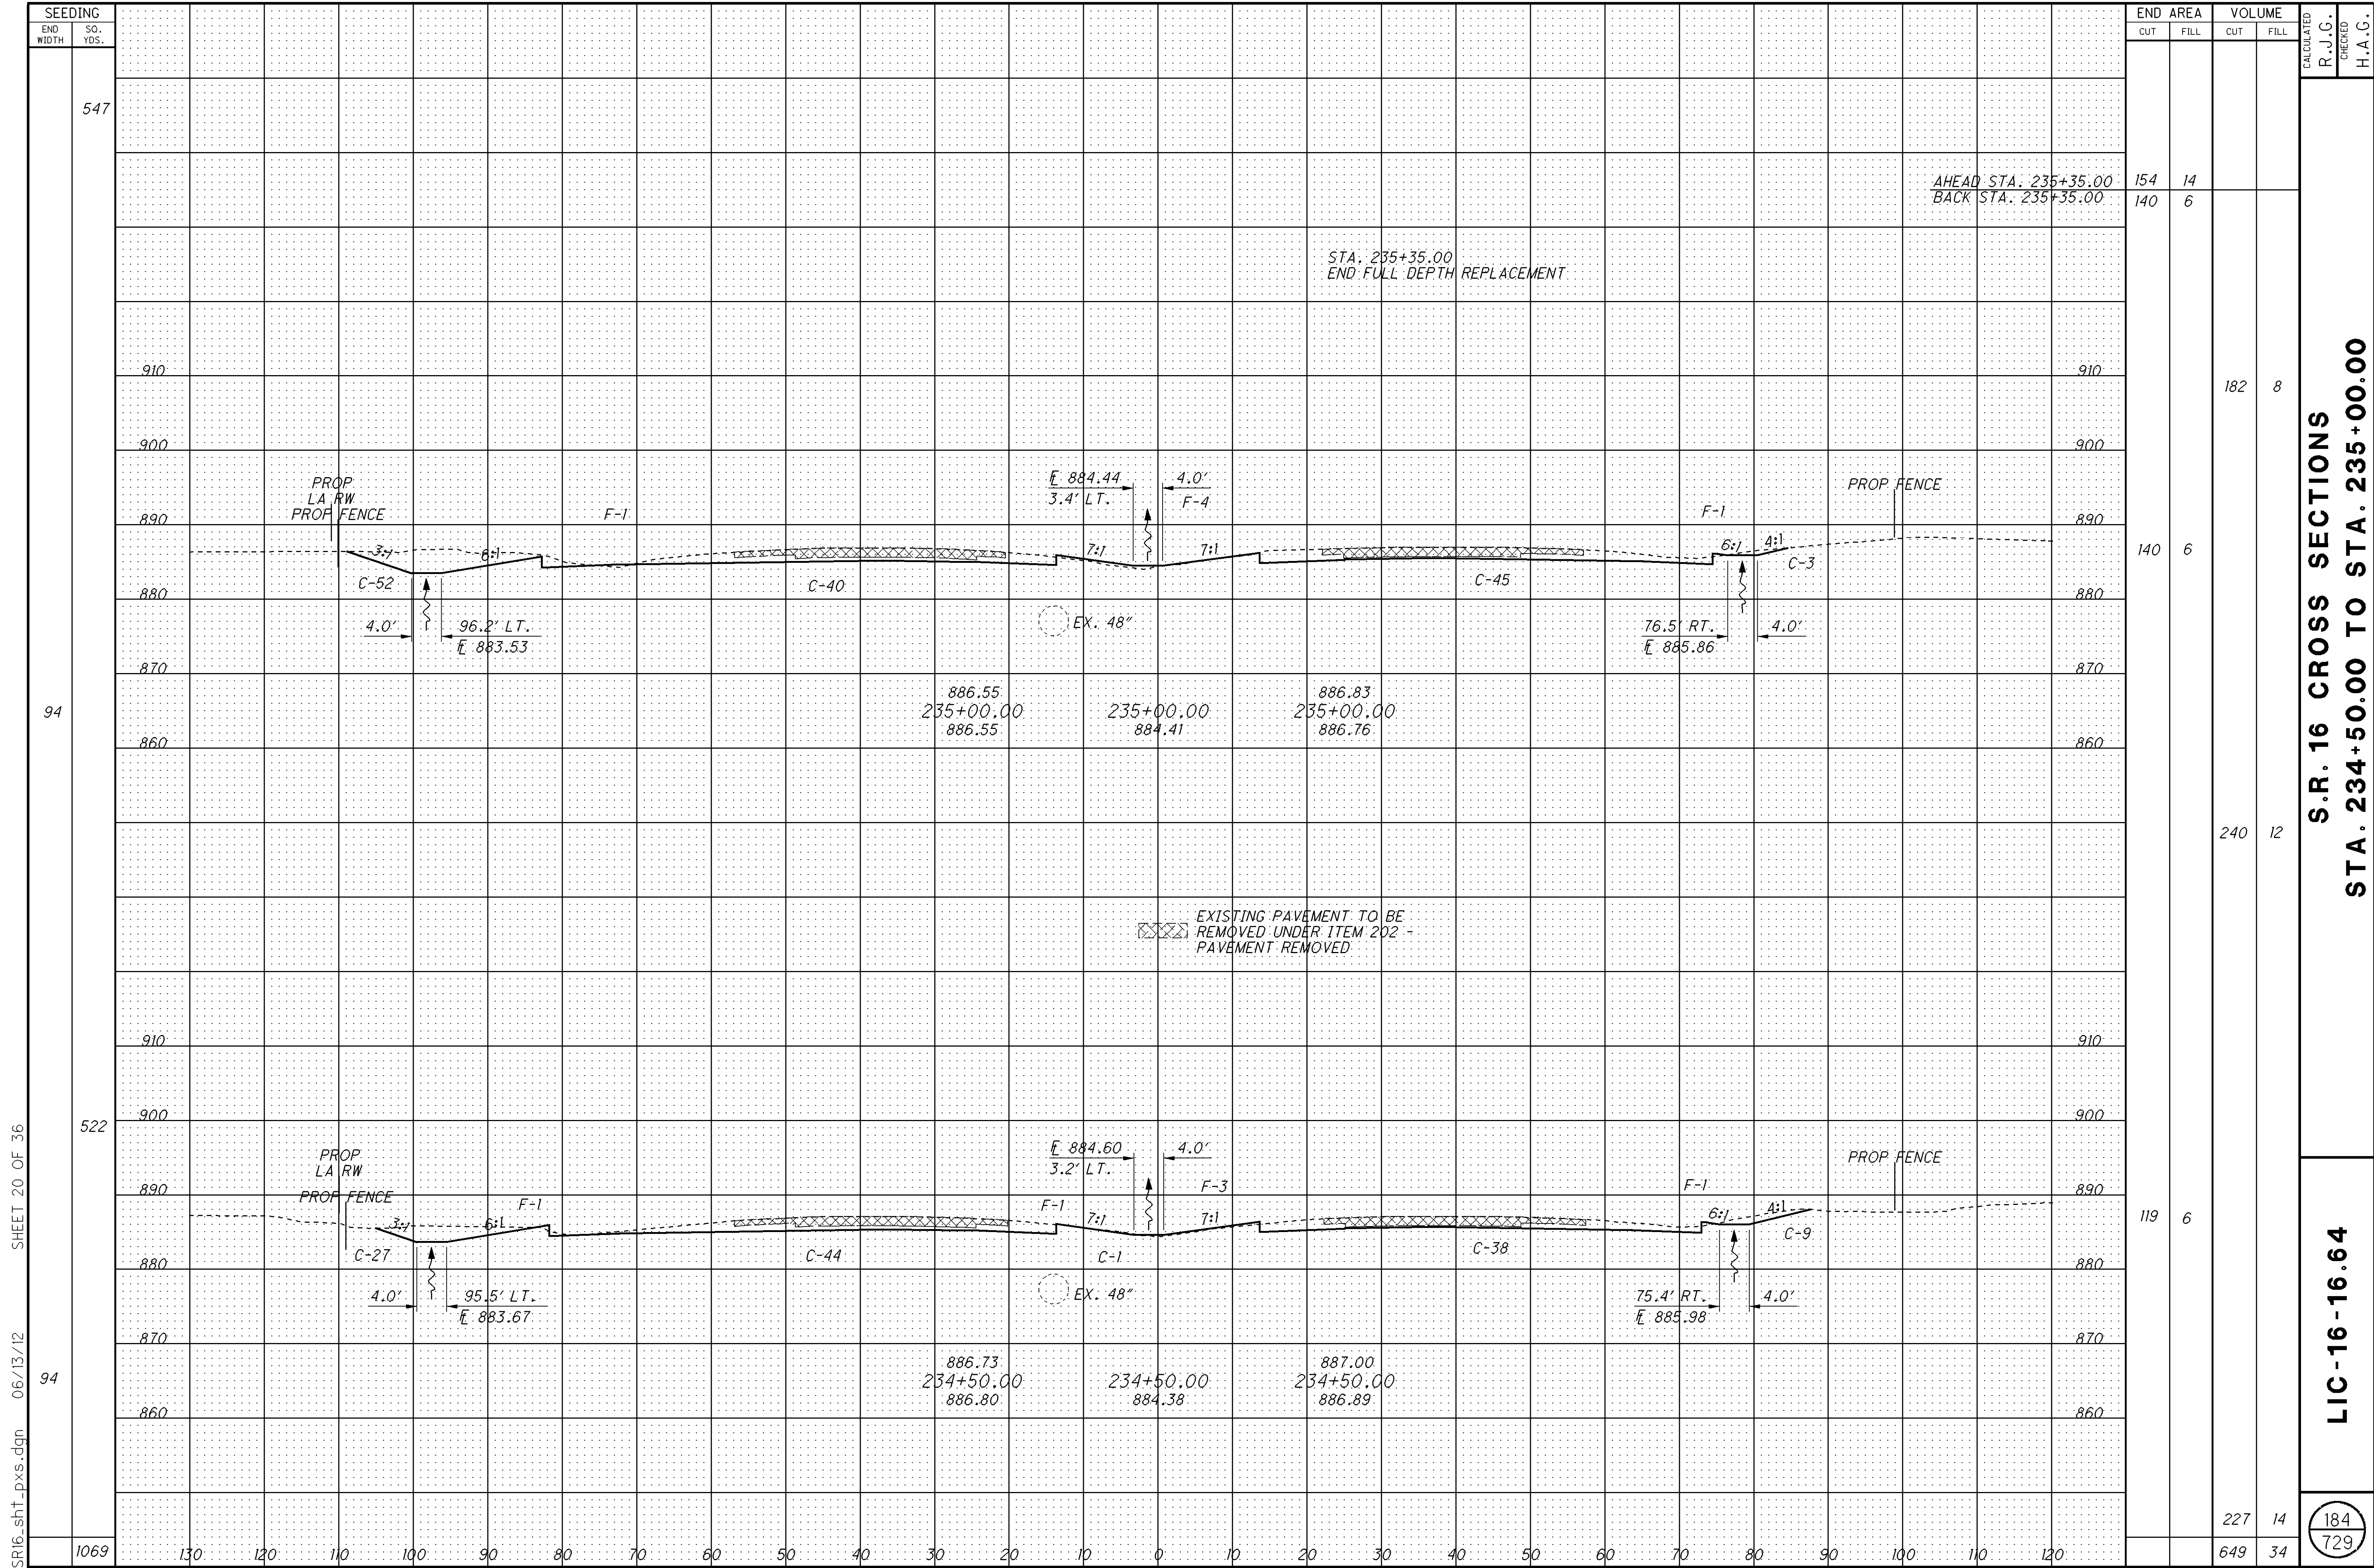 SEEDING
END WIDTH
SQ. YDS.
END AREA
VOLUME
CUT
FILL
CUT
FILL
CALCULATED
R.J.G.
CHECKED
H.A.G.
547
AHEAD STA. 235+35.00
154
14
BACK STA. 235+35.00
140
6
STA. 235+35.00
END FULL DEPTH REPLACEMENT
910
910
182
8
900
900
PROP
LA RW
PROP FENCE
F-1
884.44
3.4' LT.
4.0'
F-4
F-1
PROP FENCE
890
890
3:1
6:1
7:1
7:1
6:1
4:1
140
6
C-52
C-40
C-45
C-3
880
880
4.0'
96.2' LT.
883.53
EX. 48"
76.5' RT.
885.86
4.0'
870
870
886.55
235+00.00
886.55
235+00.00
884.41
886.83
235+00.00
886.76
94
860
860
240
12
EXISTING PAVEMENT TO BE
REMOVED UNDER ITEM 202 -
PAVEMENT REMOVED
910
910
522
900
900
PROP
LA RW
PROP FENCE
F-1
F-1
884.60
3.2' LT.
4.0'
F-3
F-1
PROP FENCE
890
890
3:1
6:1
7:1
7:1
6:1
4:1
119
6
C-27
C-44
C-1
C-38
C-9
880
880
4.0'
95.5' LT.
883.67
EX. 48"
75.4' RT.
885.98
4.0'
870
870
886.73
234+50.00
886.80
234+50.00
884.38
887.00
234+50.00
886.89
94
860
860
227
14
1069
130 120 110 100 90 80 70 60 50 40 30 20 10 0 10 20 30 40 50 60 70 80 90 100 110 120
649
34
S.R. 16 CROSS SECTIONS
STA. 234+50.00 TO STA. 235+00.00
LIC-16-16.64
184
729
SR16_sht_pxs.dgn 06/13/12 SHEET 20 OF 36